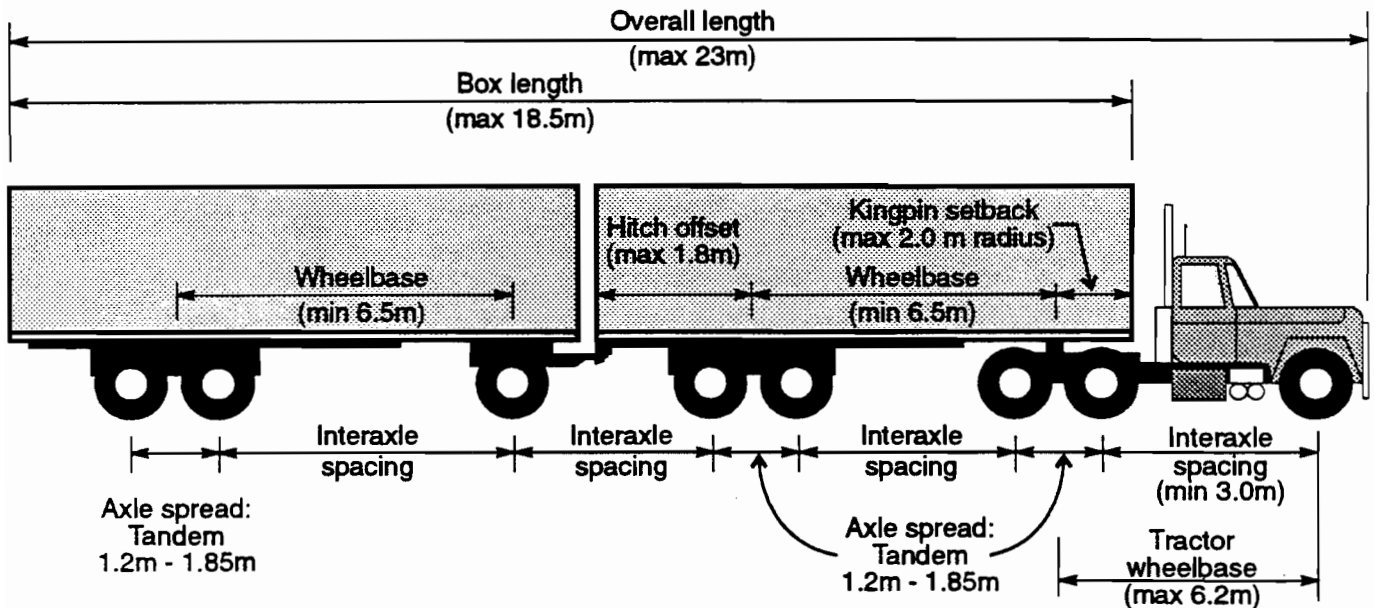 Overall length
(max 23m)
Box length
(max 18.5m)
Hitch offset
(max 1.8m)
Kingpin setback
(max 2.0 m radius)
Wheelbase
(min 6.5m)
Wheelbase
(min 6.5m)
Interaxle
spacing
Interaxle
spacing
Interaxle
spacing
Interaxle
spacing
(min 3.0m)
Axle spread:
Tandem
1.2m - 1.85m
Axle spread:
Tandem
1.2m - 1.85m
Tractor
wheelbase
(max 6.2m)